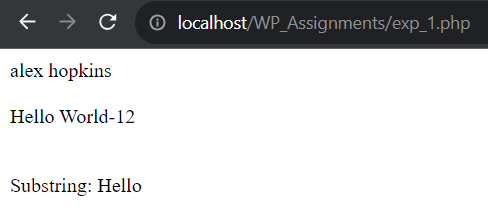 localhost/WP_Assignments/exp_1.php
alex hopkins
Hello World-12
Substring: Hello